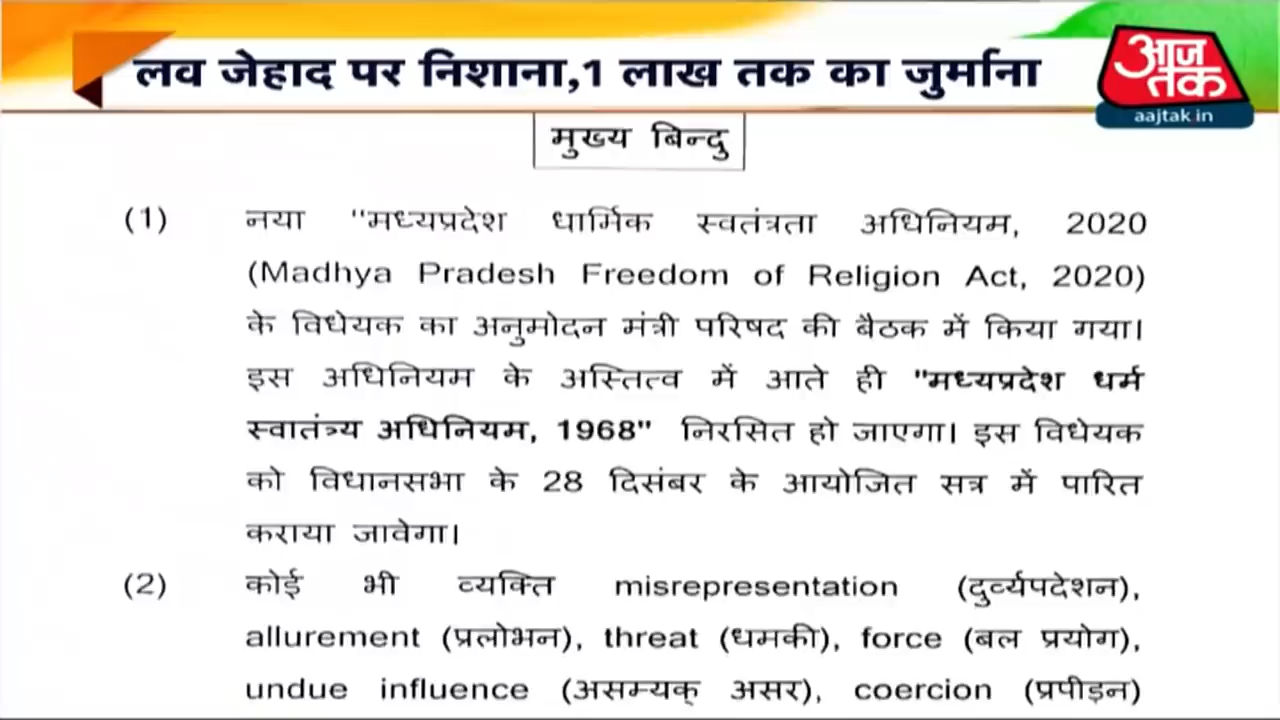 लव जेहाद पर निशाना,1 लाख तक का जुर्माना
आज तक
aajtak.in
मुख्य बिन्दु
(1) नया "मध्यप्रदेश धार्मिक स्वतंत्रता अधिनियम, 2020
(Madhya Pradesh Freedom of Religion Act, 2020)
के विधेयक का अनुमोदन मंत्री परिषद की बैठक में किया गया।
इस अधिनियम के अस्तित्व में आते ही "मध्यप्रदेश धर्म
स्वातंत्र्य अधिनियम, 1968" निरसित हो जाएगा। इस विधेयक
को विधानसभा के 28 दिसंबर के आयोजित सत्र में पारित
कराया जावेगा।
(2) कोई भी व्यक्ति misrepresentation (दुर्व्यपदेशन),
allurement (प्रलोभन), threat (धमकी), force (बल प्रयोग),
undue influence (असम्यक् असर), coercion (प्रपीड़न)